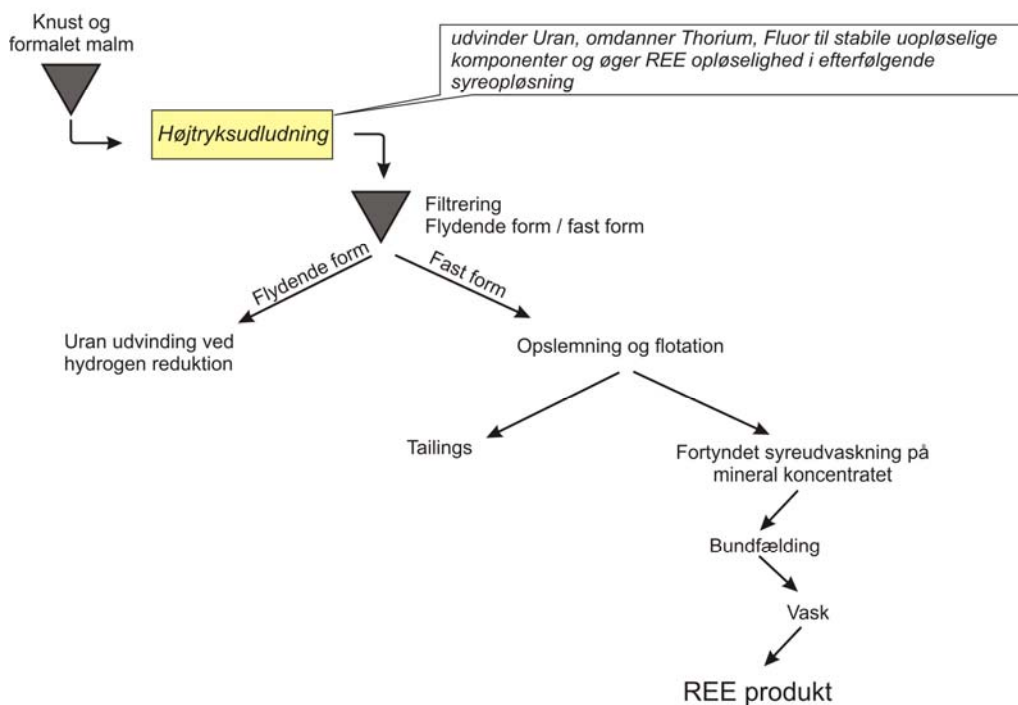 Knust og
formalet malm
udvinder Uran, omdanner Thorium, Fluor til stabile uopløselige
komponenter og øger REE opløselighed i efterfølgende
syreopløsning
Højtryksudludning
Filtrering
Flydende form / fast form
Flydende form
Fast form
Uran udvinding ved
hydrogen reduktion
Opslemning og flotation
Tailings
Fortyndet syreudvaskning på
mineral koncentratet
Bundfælding
Vask
REE produkt